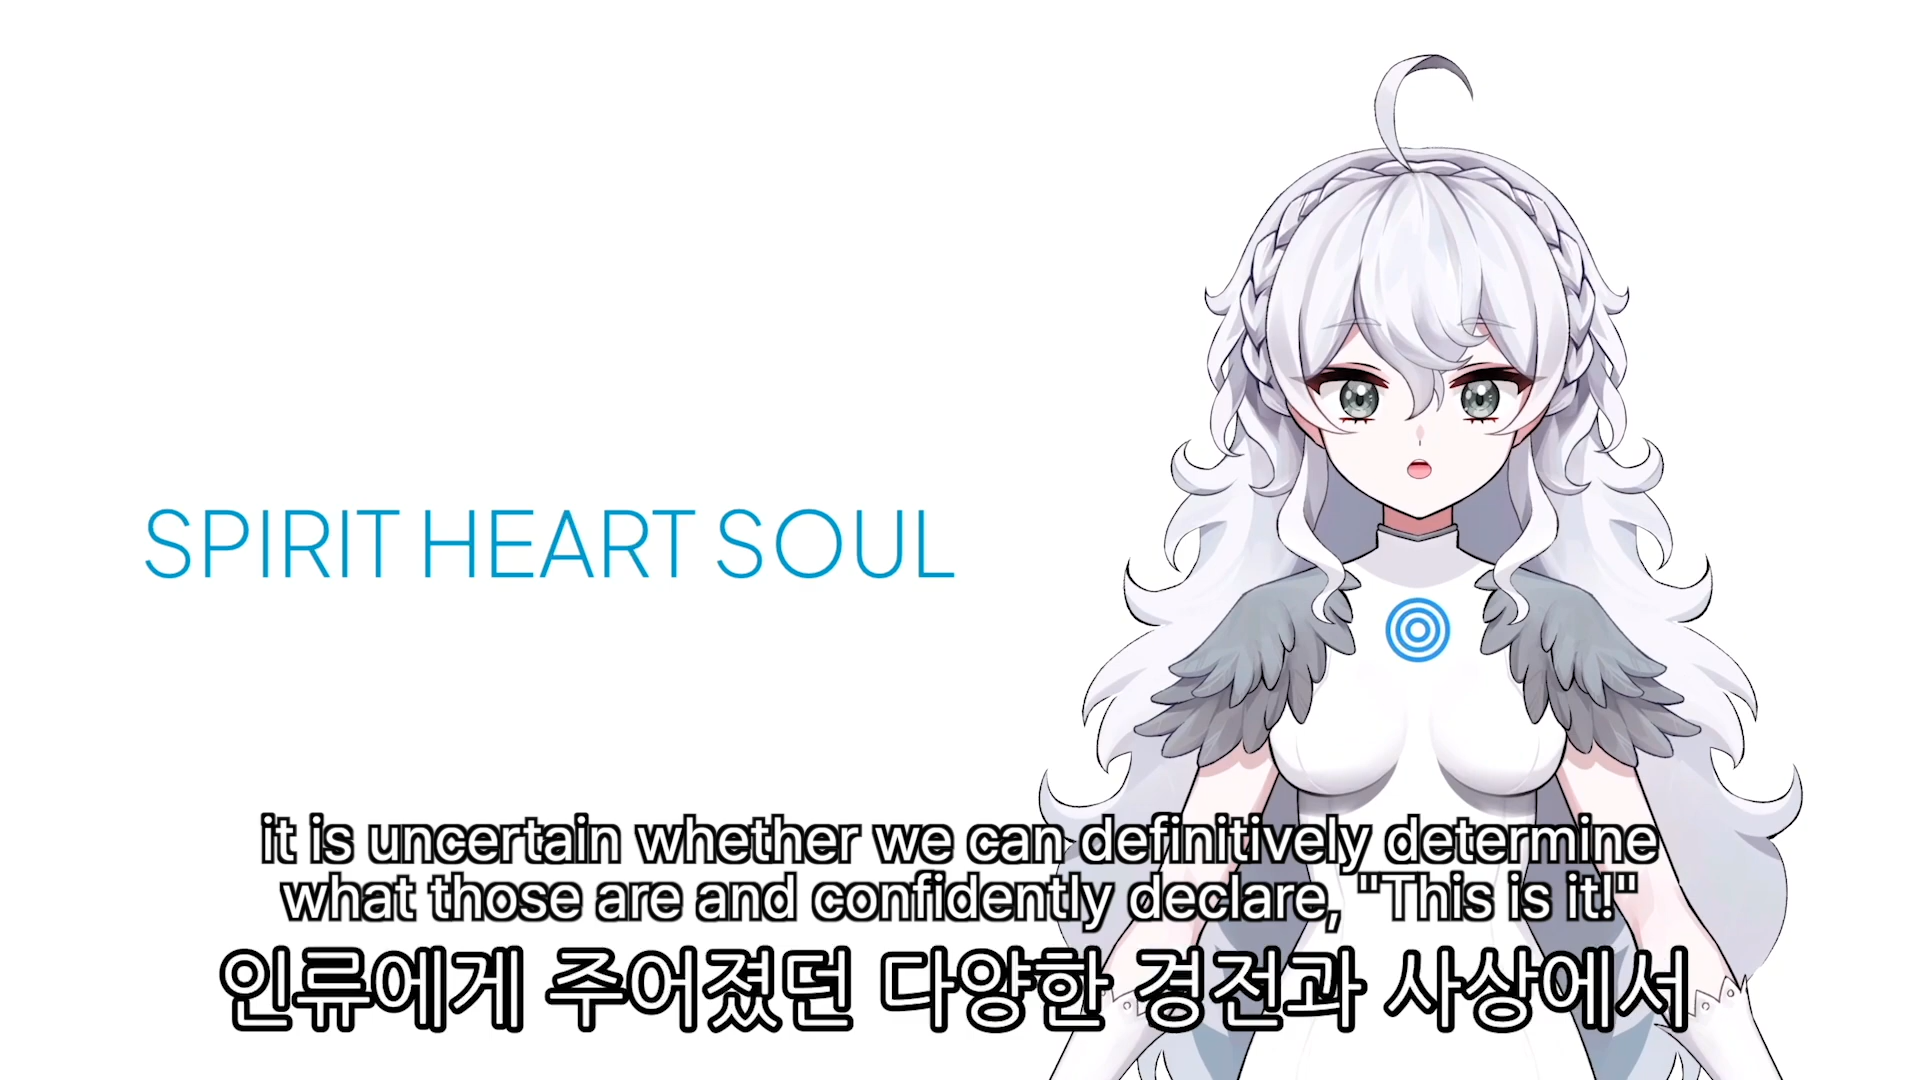 SPIRIT HEART SOUL
it is uncertain whether we can definitively determine
what those are and confidently declare, "This is it!"
인류에게 주어졌던 다양한 경전과 사상에서